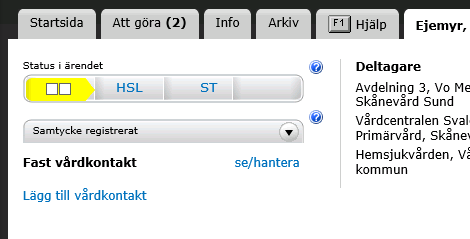 Startsida
Att göra (2)
Info
Arkiv
F1 Hjälp
Ejemyr,
Status i ärendet
HSL
ST
Samtycke registrerat
Fast vårdkontakt
se/hantera
Lägg till vårdkontakt
Deltagare
Avdelning 3, Vo Me
Skånevård Sund
Vårdcentralen Sval
Primärvård, Skånev
Hemsjukvården, Vå
kommun